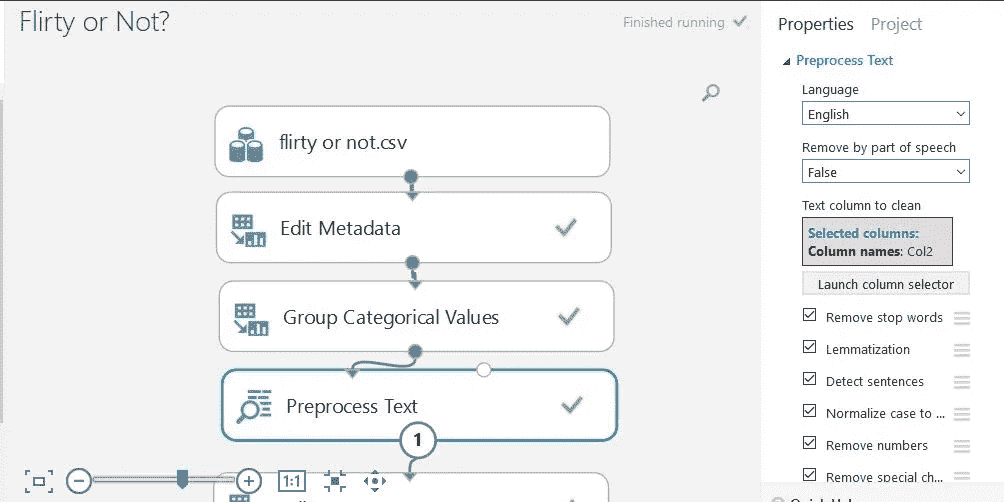 Flirty or Not?
Finished running
Properties Project
Preprocess Text
Language
English
Remove by part of speech
False
Text column to clean
Selected columns:
Column names: Col2
Launch column selector
Remove stop words
Lemmatization
Detect sentences
Normalize case to ...
Remove numbers
Remove special ch...
flirty or not.csv
Edit Metadata
Group Categorical Values
Preprocess Text
1
1:1